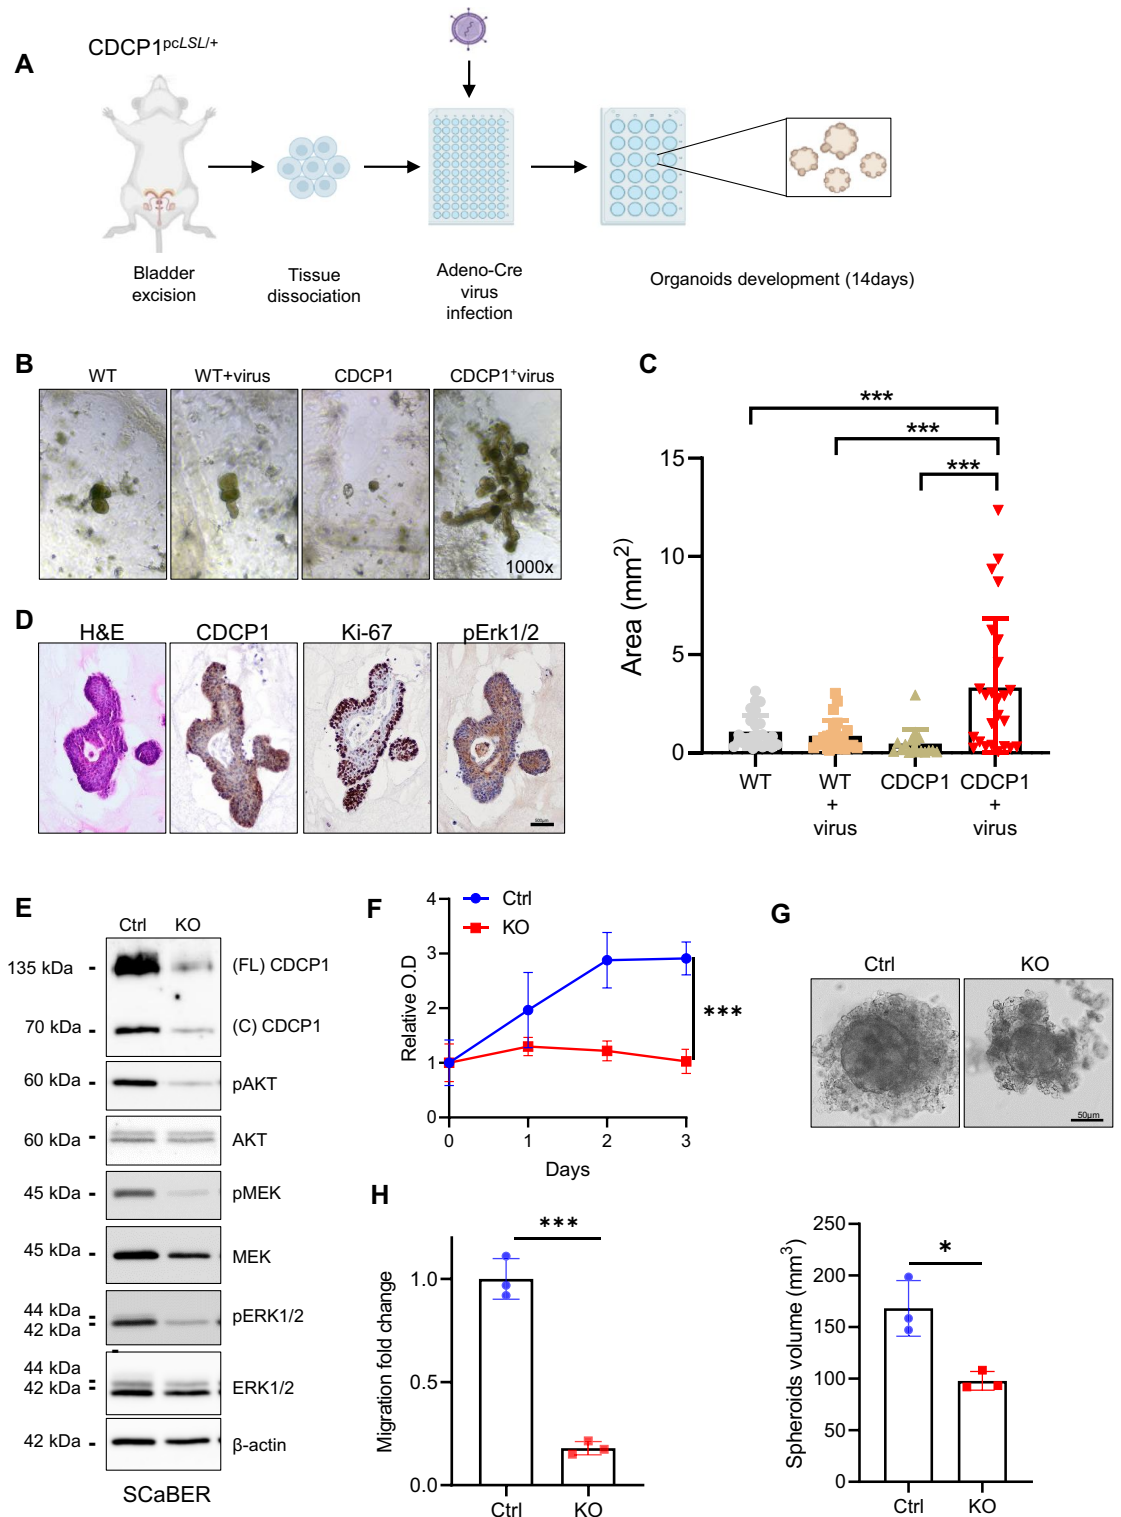 CDCP1pcLSL/+
A
Bladder
excision
Tissue
dissociation
Adeno-Cre
virus
infection
Organoids development (14days)
B
WT
WT+virus
CDCP1
CDCP1+virus
1000x
C
***
***
***
15
10
5
0
Area (mm2)
WT
WT
+
virus
CDCP1
CDCP1
+
virus
D
H&E
CDCP1
Ki-67
pErk1/2
500µm
E
Ctrl
KO
135 kDa
(FL) CDCP1
70 kDa
(C) CDCP1
60 kDa
pAKT
60 kDa
AKT
45 kDa
pMEK
45 kDa
MEK
44 kDa
42 kDa
pERK1/2
44 kDa
42 kDa
ERK1/2
42 kDa
β-actin
SCaBER
F
Ctrl
KO
4
3
2
1
0
Relative O.D
***
0
1
2
3
Days
G
Ctrl
KO
50µm
250
200
150
100
50
0
Spheroids volume (mm3)
*
Ctrl
KO
H
***
1.0
0.5
0.0
Migration fold change
Ctrl
KO